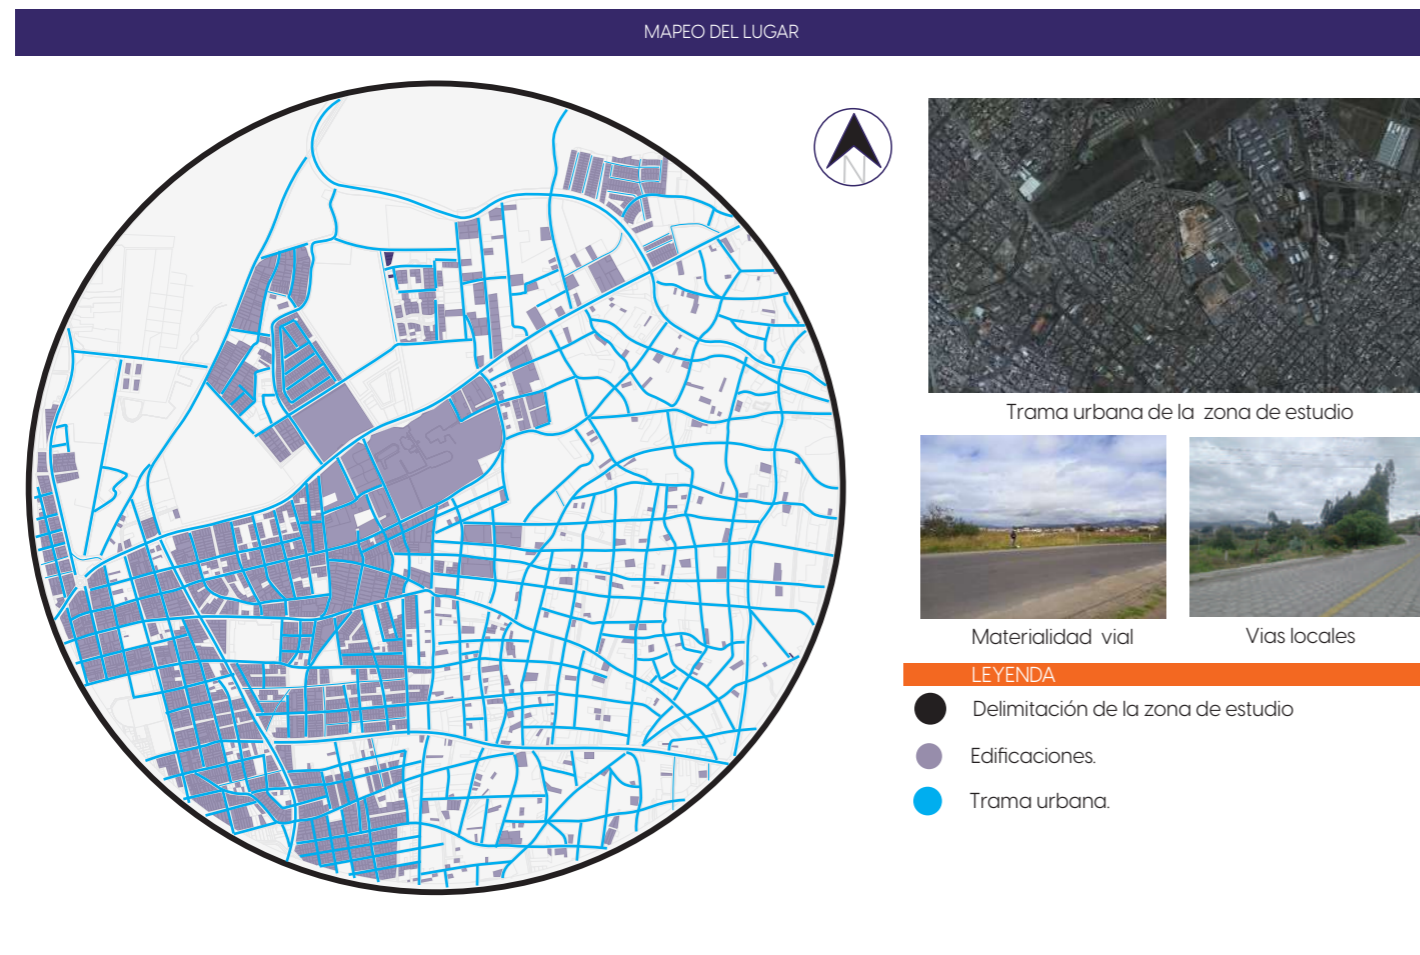 MAPEO DEL LUGAR
N
Trama urbana de la zona de estudio
Materialidad vial
Vias locales
LEYENDA
Delimitación de la zona de estudio
Edificaciones.
Trama urbana.